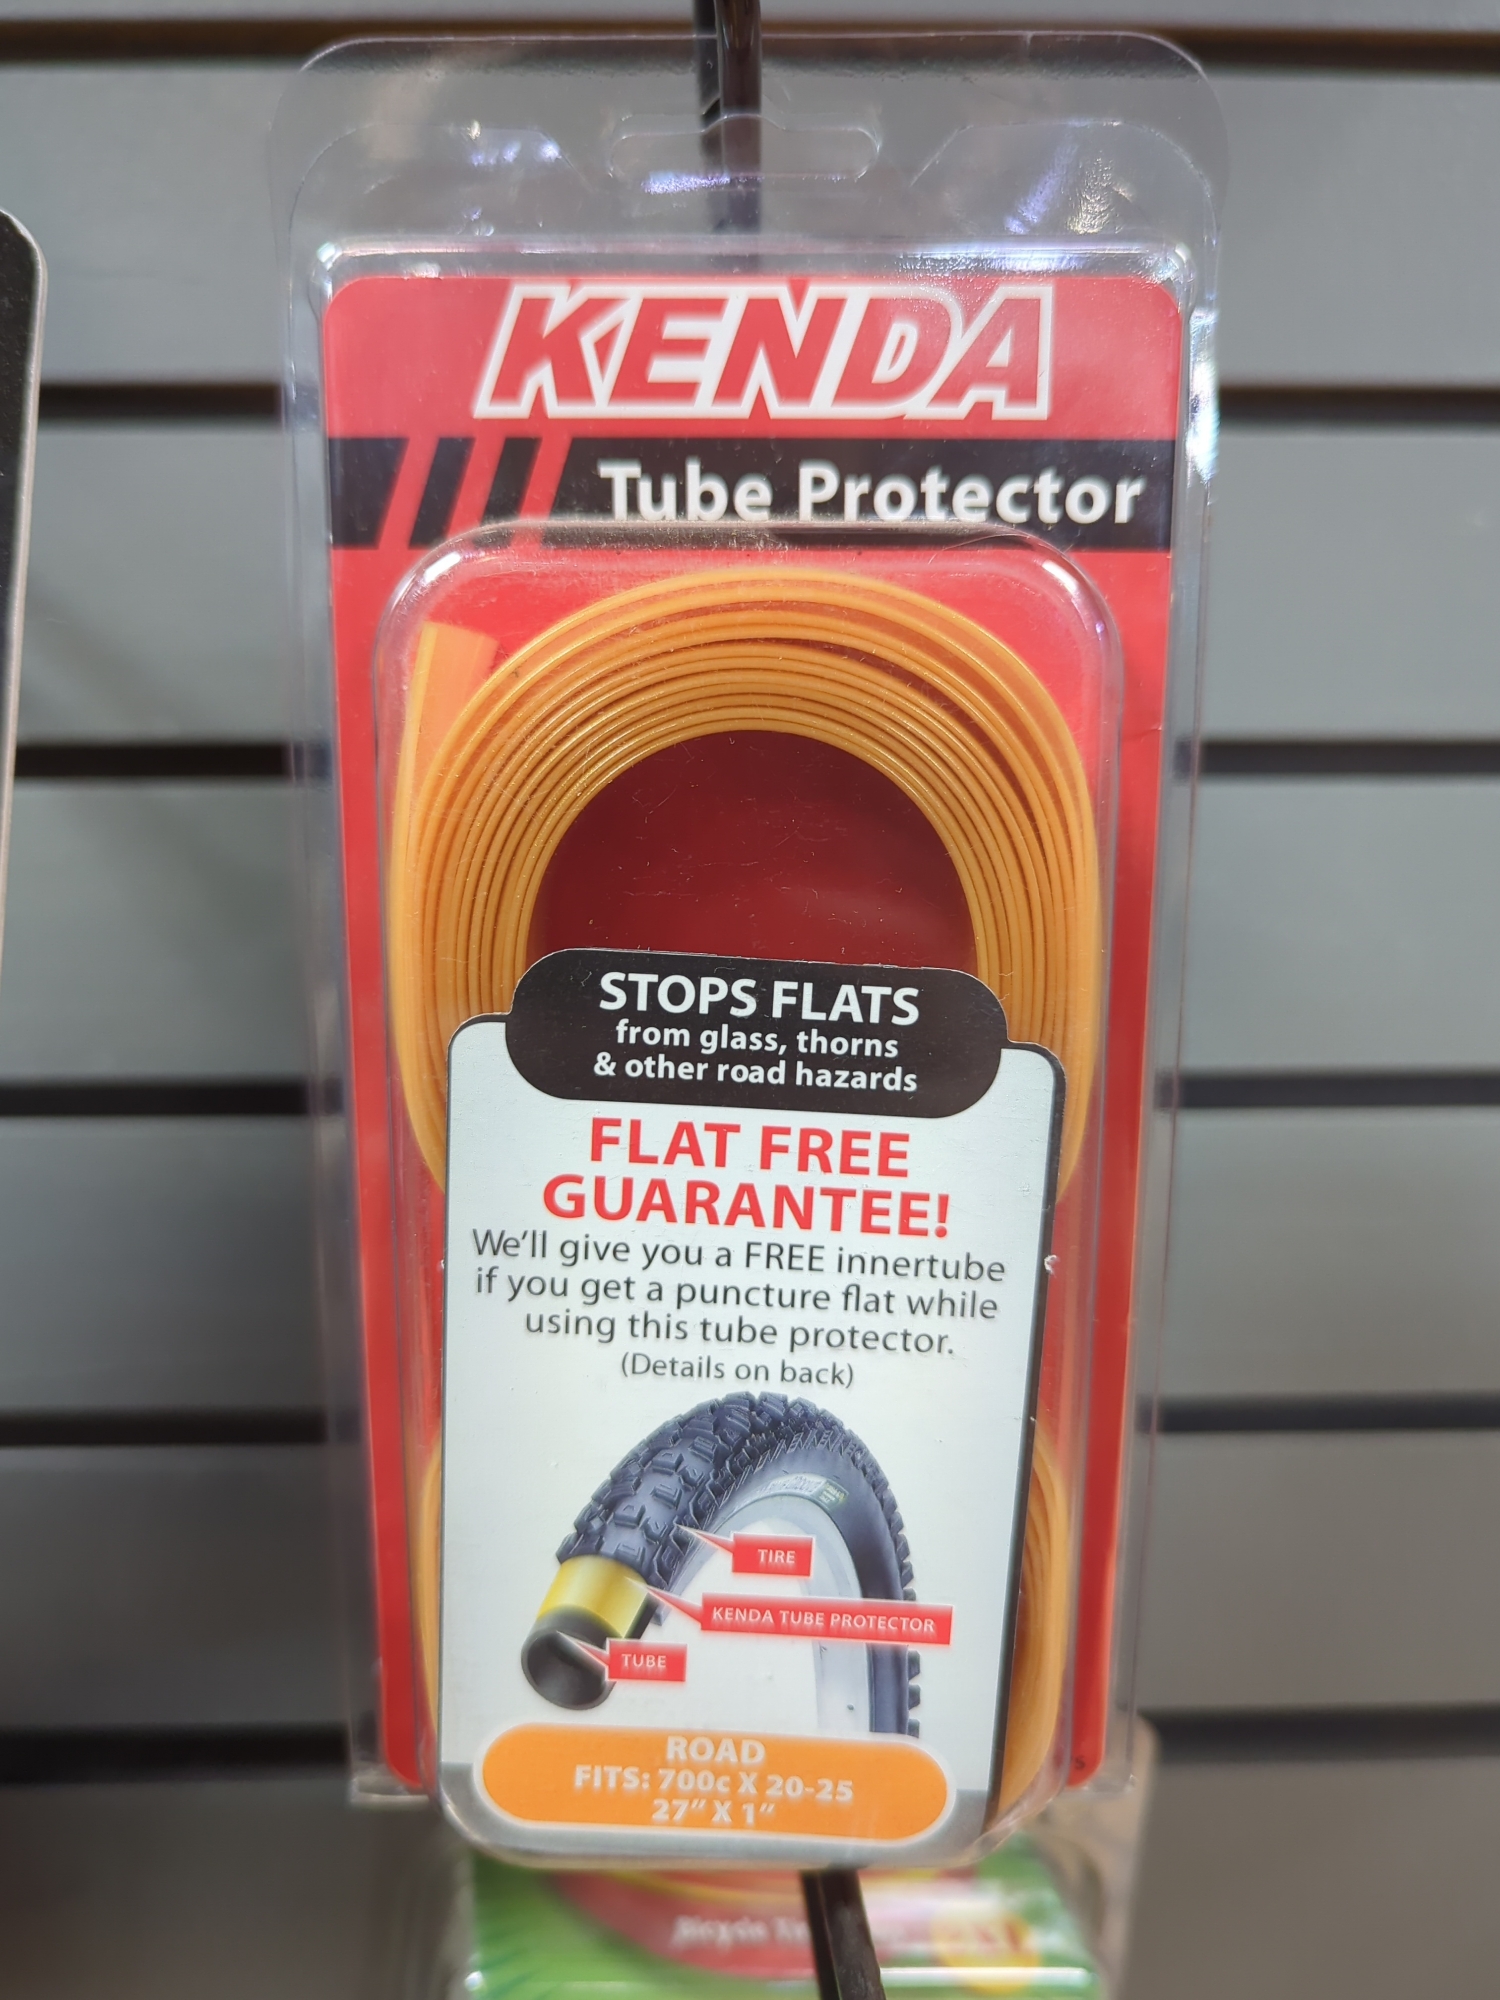 KENDA
Tube Protector
STOPS FLATS
from glass, thorns
& other road hazards
FLAT FREE
GUARANTEE!
We'll give you a FREE innertube
if you get a puncture flat while
using this tube protector.
(Details on back)
TIRE
KENDA TUBE PROTECTOR
TUBE
ROAD
FITS: 700c X 20-25
27" X 1"
Bicycle